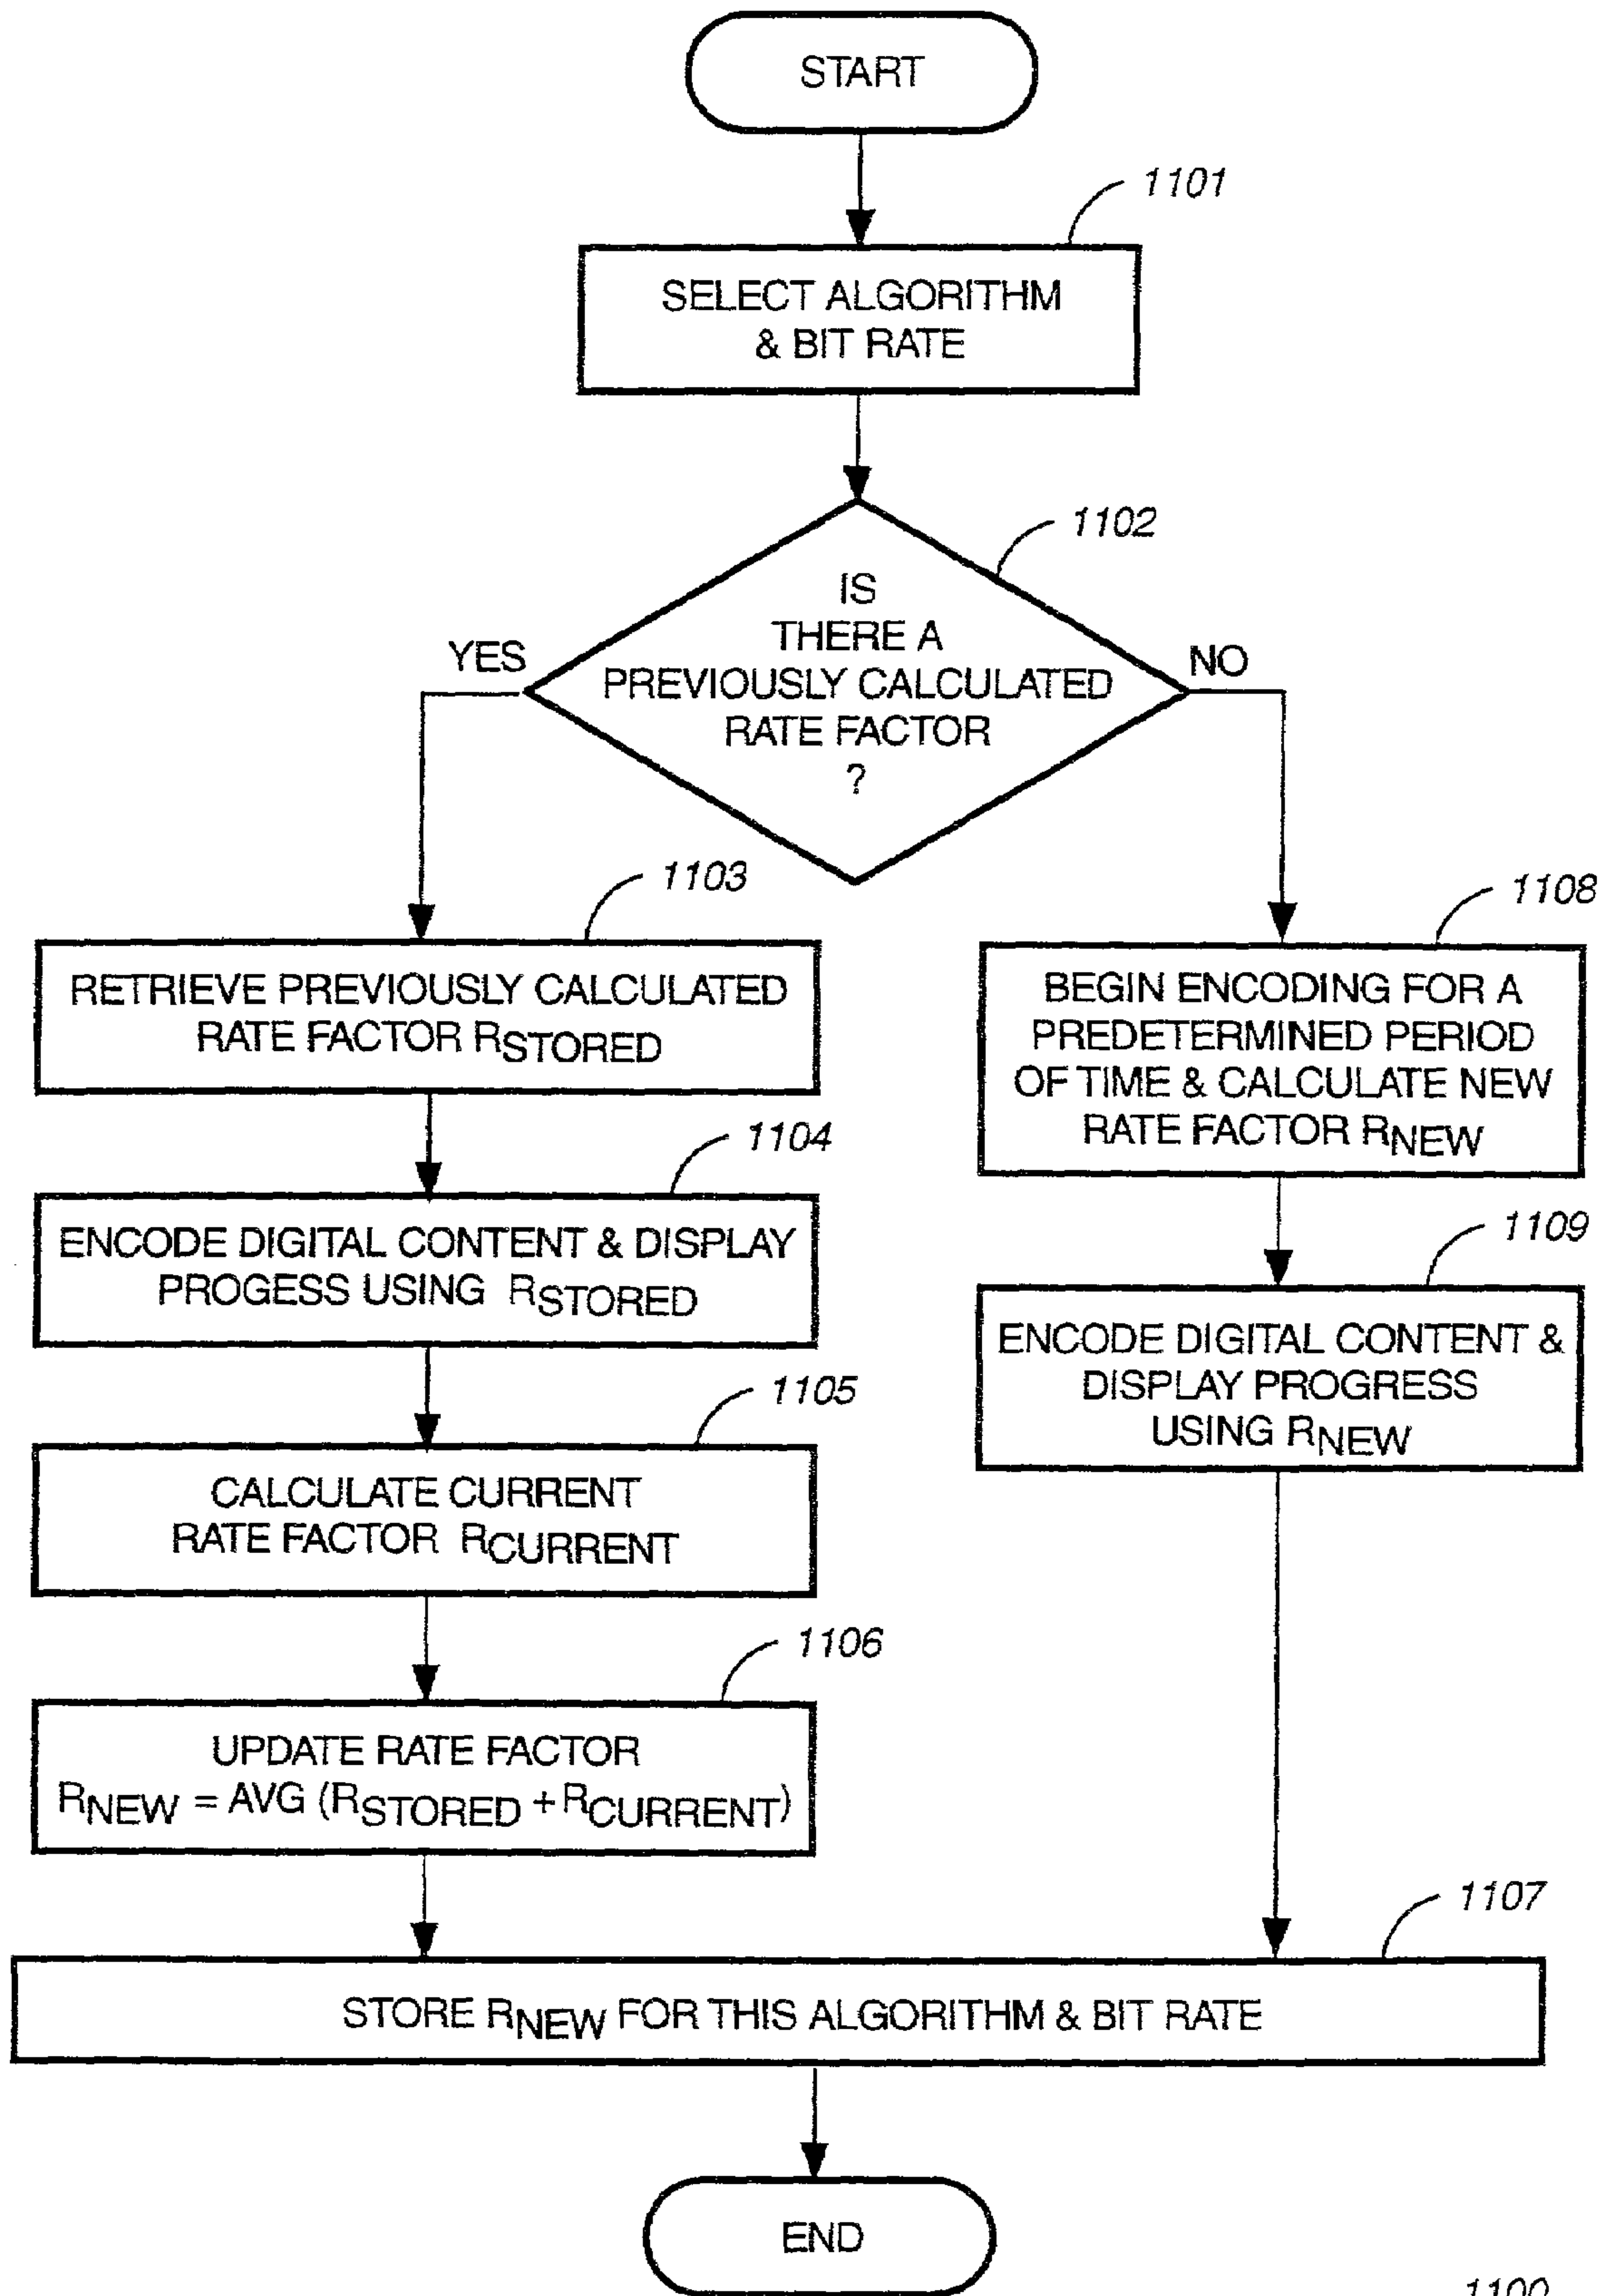 START
1101
SELECT ALGORITHM
& BIT RATE
1102
IS
THERE A
PREVIOUSLY CALCULATED
RATE FACTOR
?
YES
NO
1103
RETRIEVE PREVIOUSLY CALCULATED
RATE FACTOR RSTORED
1104
ENCODE DIGITAL CONTENT & DISPLAY
PROGESS USING RSTORED
1105
CALCULATE CURRENT
RATE FACTOR RCURRENT
1106
UPDATE RATE FACTOR
RNEW = AVG (RSTORED + RCURRENT)
1108
BEGIN ENCODING FOR A
PREDETERMINED PERIOD
OF TIME & CALCULATE NEW
RATE FACTOR RNEW
1109
ENCODE DIGITAL CONTENT &
DISPLAY PROGRESS
USING RNEW
1107
STORE RNEW FOR THIS ALGORITHM & BIT RATE
END
1100